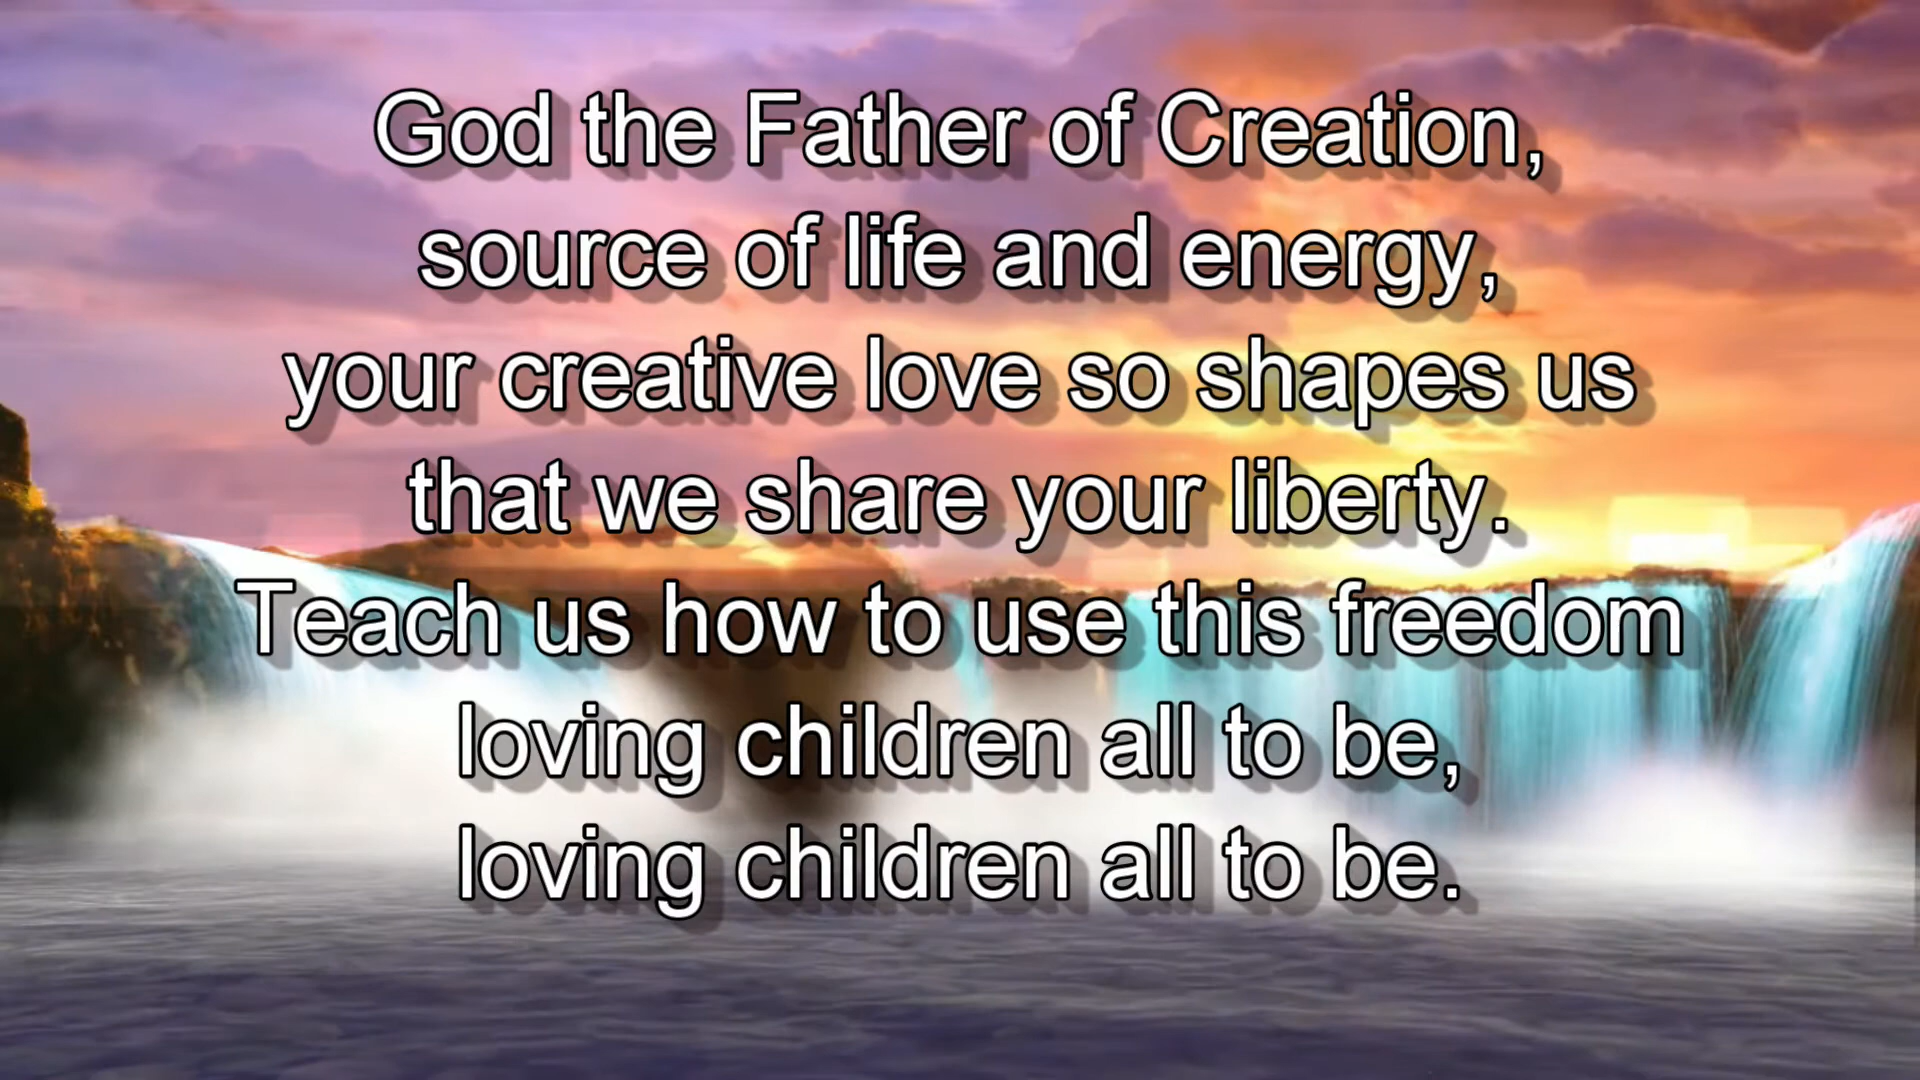 God the Father of Creation,
source of life and energy,
your creative love so shapes us
that we share your liberty.
Teach us how to use this freedom
loving children all to be,
loving children all to be.